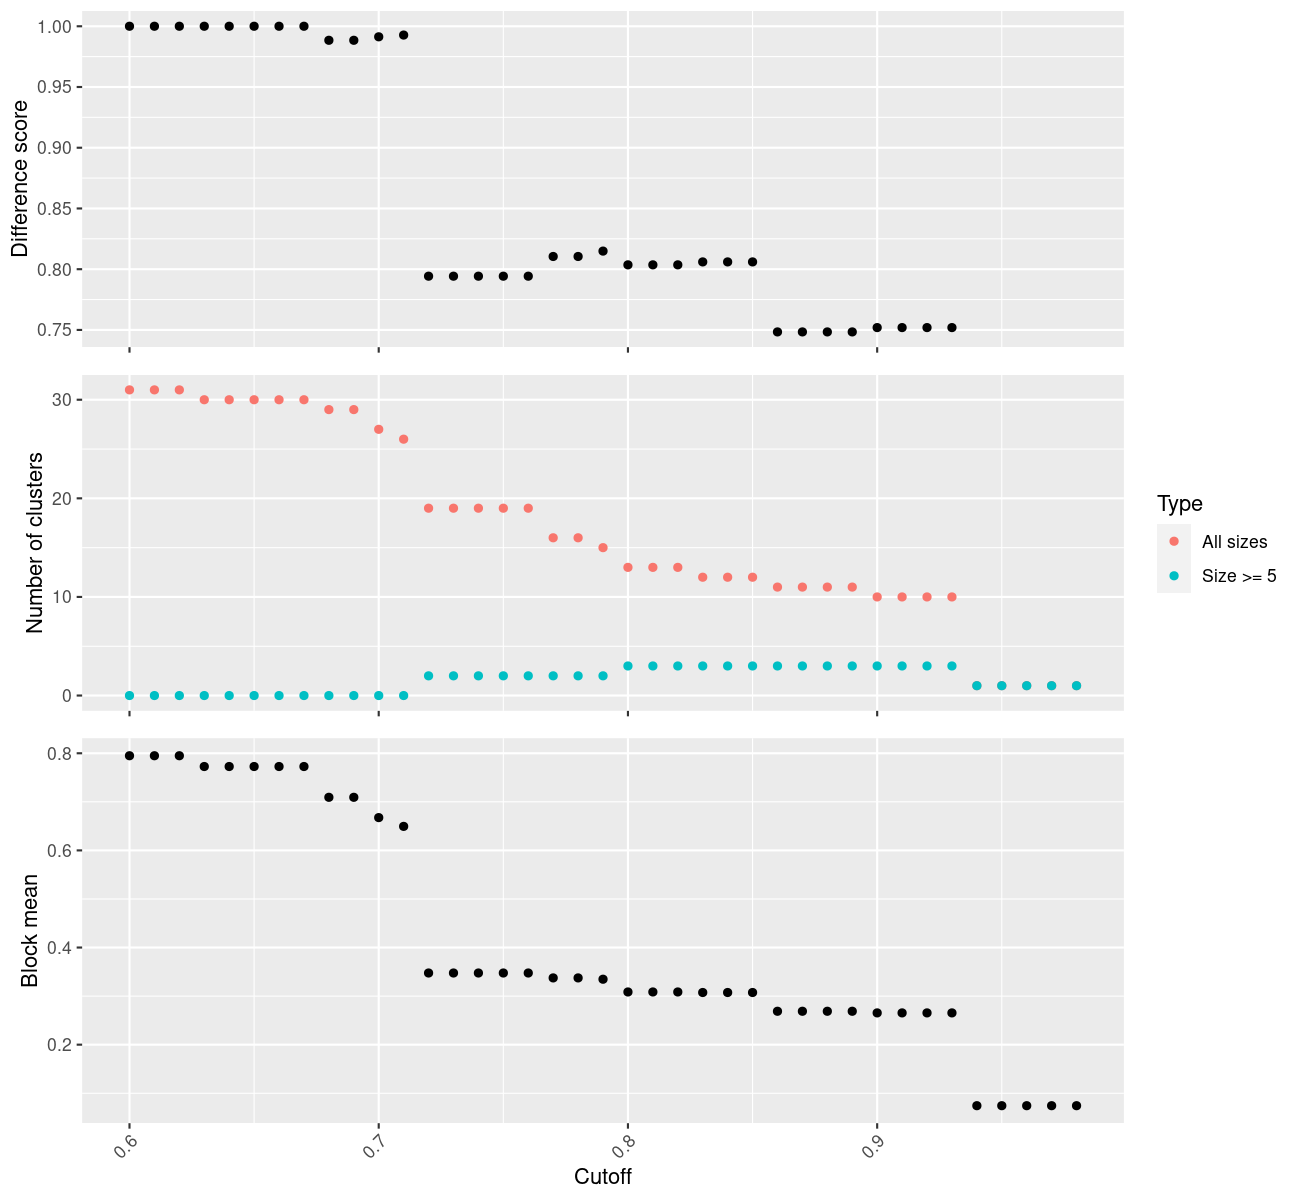 Difference score
1.00
0.95
0.90
0.85
0.80
0.75
Number of clusters
30
20
10
0
Type
All sizes
Size >= 5
Block mean
0.8
0.6
0.4
0.2
0.6 0.7 0.8 0.9
Cutoff